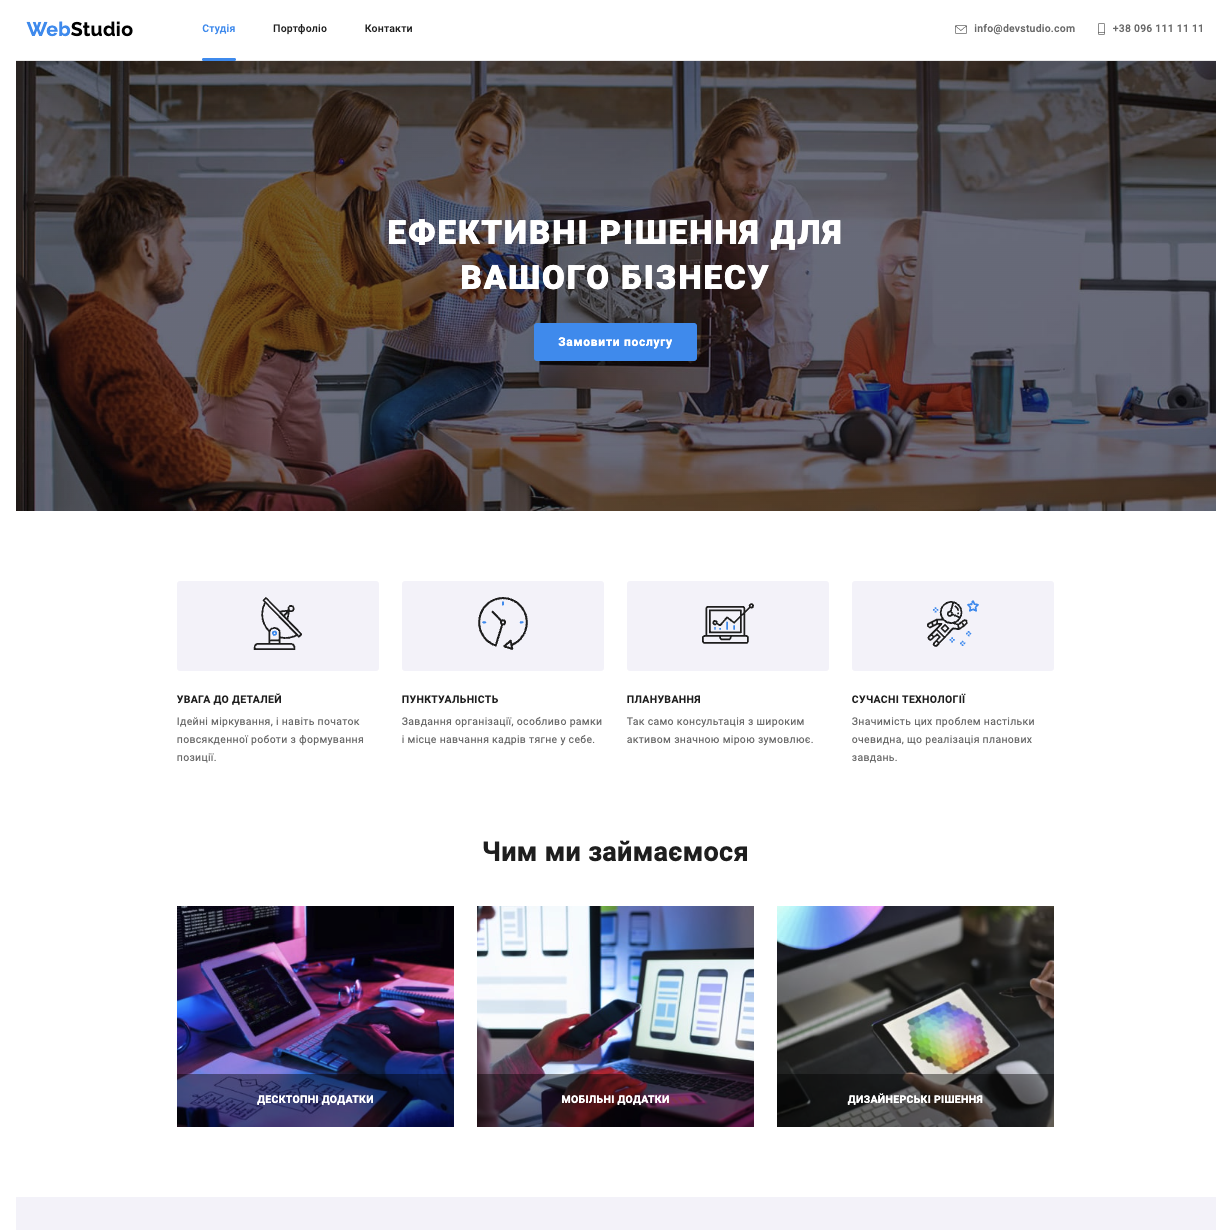 WebStudio
Студія
Портфоліо
Контакти
info@devstudio.com
+38 096 111 11 11
ЕФЕКТИВНІ РІШЕННЯ ДЛЯ
ВАШОГО БІЗНЕСУ
Замовити послугу
УВАГА ДО ДЕТАЛЕЙ
Ідейні міркування, і навіть початок
повсякденної роботи з формування
позиції.
ПУНКТУАЛЬНІСТЬ
Завдання організації, особливо рамки
і місце навчання кадрів тягне у себе.
ПЛАНУВАННЯ
Так само консультація з широким
активом значною мірою зумовлює.
СУЧАСНІ ТЕХНОЛОГІЇ
Значимість цих проблем настільки
очевидна, що реалізація планових
завдань.
Чим ми займаємося
ДЕСКТОПНІ ДОДАТКИ
МОБІЛЬНІ ДОДАТКИ
ДИЗАЙНЕРСЬКІ РІШЕННЯ